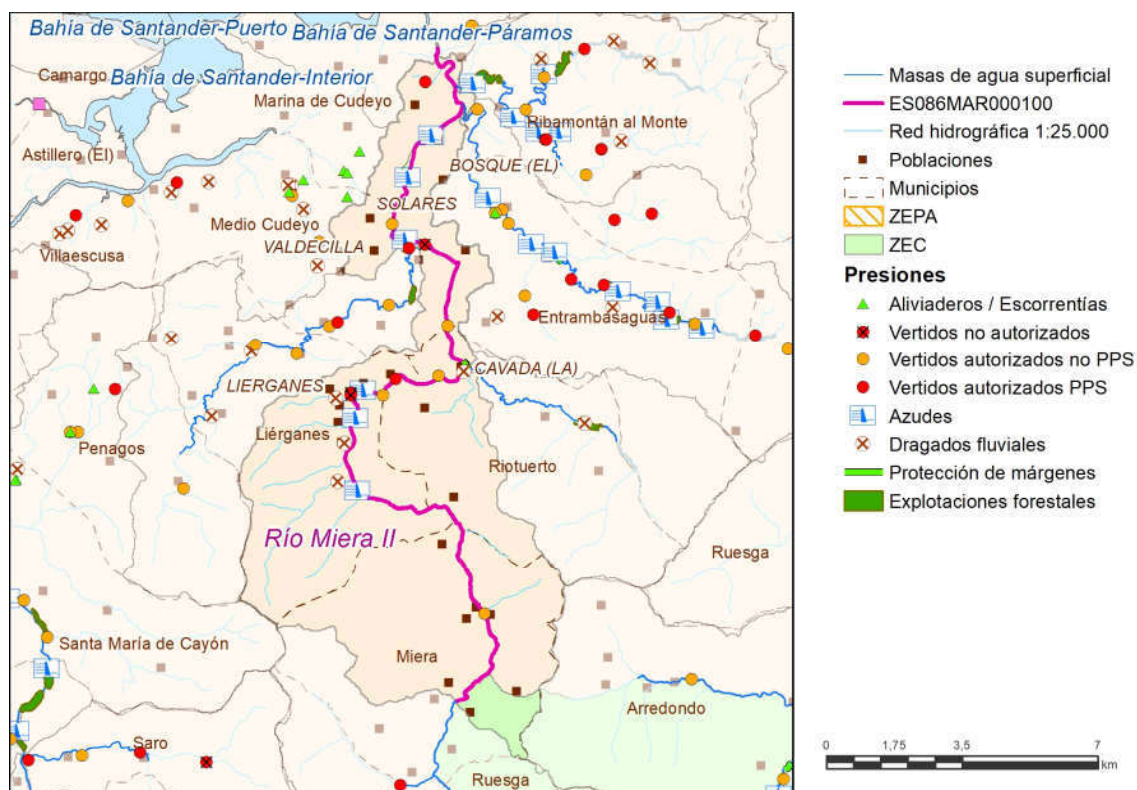 Bahía de Santander-Puerto
Bahía de Santander-Páramos
Camargo
Bahía de Santander-Interior
Marina de Cudeyo
Ribamontán al Monte
Astillero (El)
BOSQUE (EL)
SOLARES
Medio Cudeyo
VALDECILLA
Villaescusa
Entrambasaguas
CAVADA (LA)
LIERGANES
Liérganes
Penagos
Riotuerto
Río Miera II
Ruesga
Santa María de Cayón
Miera
Arredondo
Saro
Ruesga
Masas de agua superficial
ES086MAR000100
Red hidrográfica 1:25.000
Poblaciones
Municipios
ZEPA
ZEC
Presiones
Aliviaderos / Escorrentías
Vertidos no autorizados
Vertidos autorizados no PPS
Vertidos autorizados PPS
Azudes
Dragados fluviales
Protección de márgenes
Explotaciones forestales
0 1,75 3,5 7
km